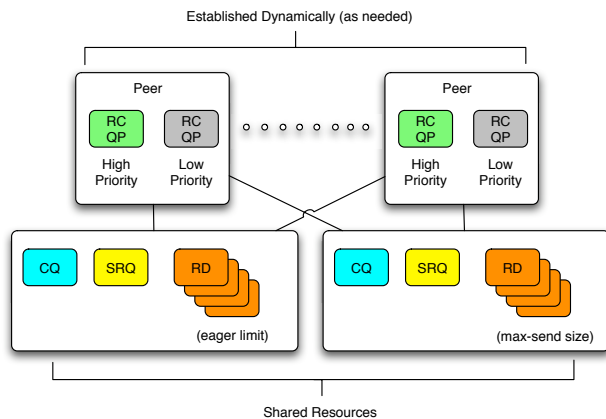 Established Dynamically (as needed)
Peer
RC
QP
RC
QP
High
Priority
Low
Priority
Peer
RC
QP
RC
QP
High
Priority
Low
Priority
CQ
SRQ
RD
(eager limit)
CQ
SRQ
RD
(max-send size)
Shared Resources